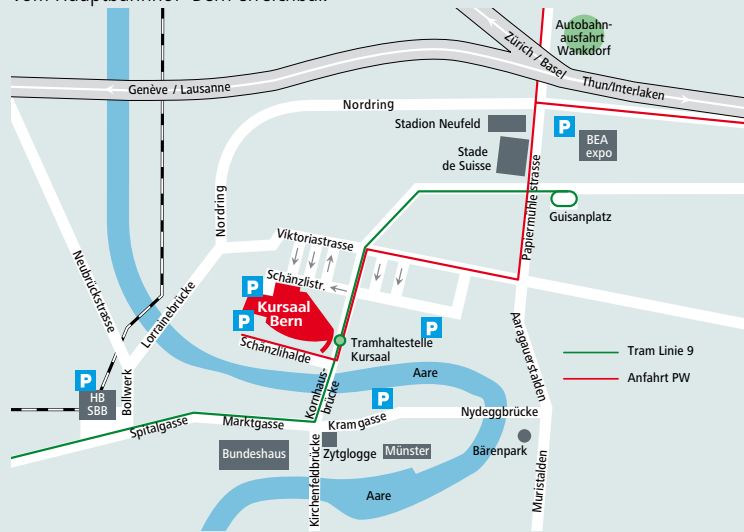 Autobahn-
ausfahrt
Wankdorf
Zürich / Basel
Thun/Interlaken
Genève / Lausanne
Nordring
Stadion Neufeld
P
BEA
expo
Stade
de Suisse
Papiermühlestrasse
Nordring
Guisanplatz
Viktoriastrasse
Neubrückstrasse
Lorrainebrücke
Schänzlistr.
P
Kursaal
Bern
P
P
Schänzlihalde
Tramhaltestelle
Kursaal
Aaragauerstalden
Tram Linie 9
Anfahrt PW
P
HB
SBB
Bollwerk
Kornhaus-
brücke
Aare
P
Nydeggbrücke
Spitalgasse
Marktgasse
Kramgasse
Bundeshaus
Zytglogge
Münster
Bärenpark
Kirchenfeldbrücke
Aare
Muristalden